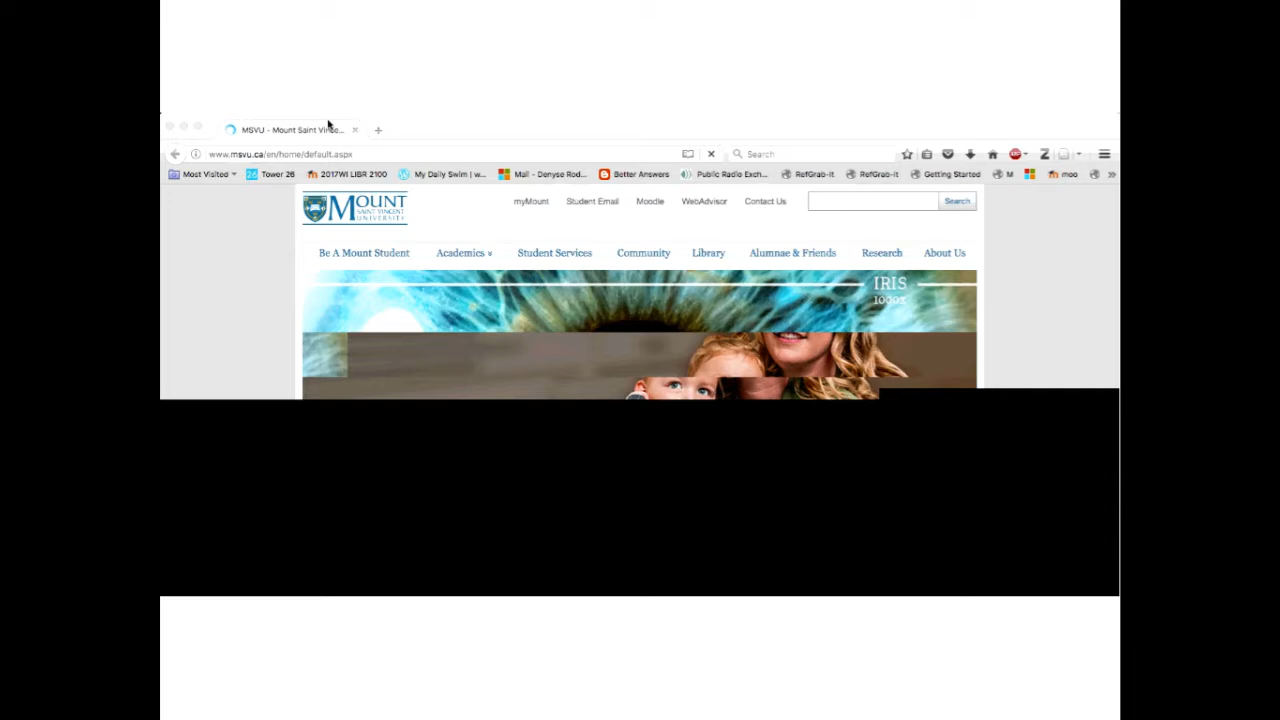 MSVU - Mount Saint Vince...
www.msvu.ca/en/home/default.aspx
Search
Most Visited
26 Tower 26
2017WI LIBR 2100
My Daily Swim | w...
Mail - Denyse Rod...
Better Answers
Public Radio Exch...
RefGrab-It
RefGrab-It
Getting Started
M
moo
MOUNT
SAINT VINCENT
UNIVERSITY
myMount Student Email Moodle WebAdvisor Contact Us
Search
Be A Mount Student Academics Student Services Community Library Alumnae & Friends Research About Us
IRIS
1000x